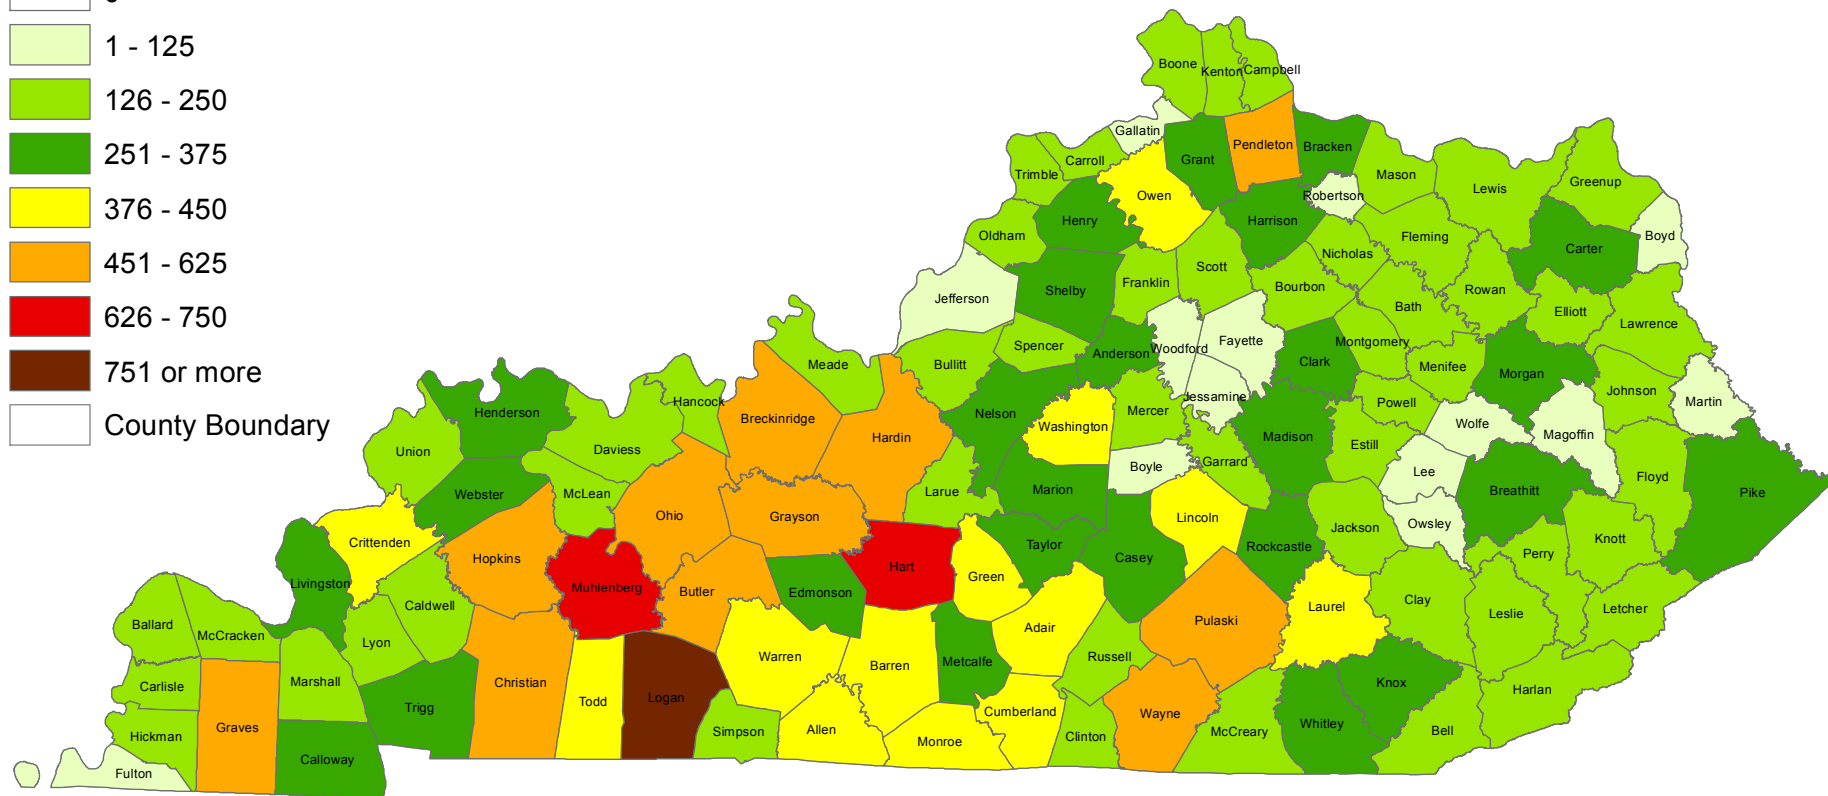 1 - 125
126 - 250
251 - 375
376 - 450
451 - 625
626 - 750
751 or more
County Boundary
Boone
Kenton
Campbell
Gallatin
Grant
Pendleton
Bracken
Carroll
Trimble
Owen
Robertson
Mason
Lewis
Greenup
Henry
Harrison
Oldham
Fleming
Nicholas
Carter
Boyd
Scott
Franklin
Shelby
Jefferson
Bourbon
Rowan
Bath
Elliott
Lawrence
Spencer
Anderson
Woodford
Fayette
Clark
Montgomery
Menifee
Morgan
Johnson
Martin
Meade
Bullitt
Hancock
Breckinridge
Hardin
Nelson
Washington
Mercer
Jessamine
Powell
Henderson
Union
Daviess
Madison
Estill
Wolfe
Magoffin
Webster
McLean
Larue
Marion
Boyle
Garrard
Lee
Breathitt
Floyd
Pike
Crittenden
Ohio
Grayson
Lincoln
Jackson
Owsley
Hopkins
Hart
Taylor
Casey
Rockcastle
Perry
Knott
Livingston
Muhlenberg
Butler
Edmonson
Green
Ballard
McCracken
Caldwell
Lyon
Laurel
Clay
Leslie
Letcher
Pulaski
Adair
Russell
Warren
Barren
Metcalfe
Carlisle
Marshall
Christian
Todd
Logan
Knox
Harlan
Hickman
Graves
Trigg
Simpson
Allen
Monroe
Cumberland
Clinton
Wayne
McCreary
Whitley
Bell
Fulton
Calloway